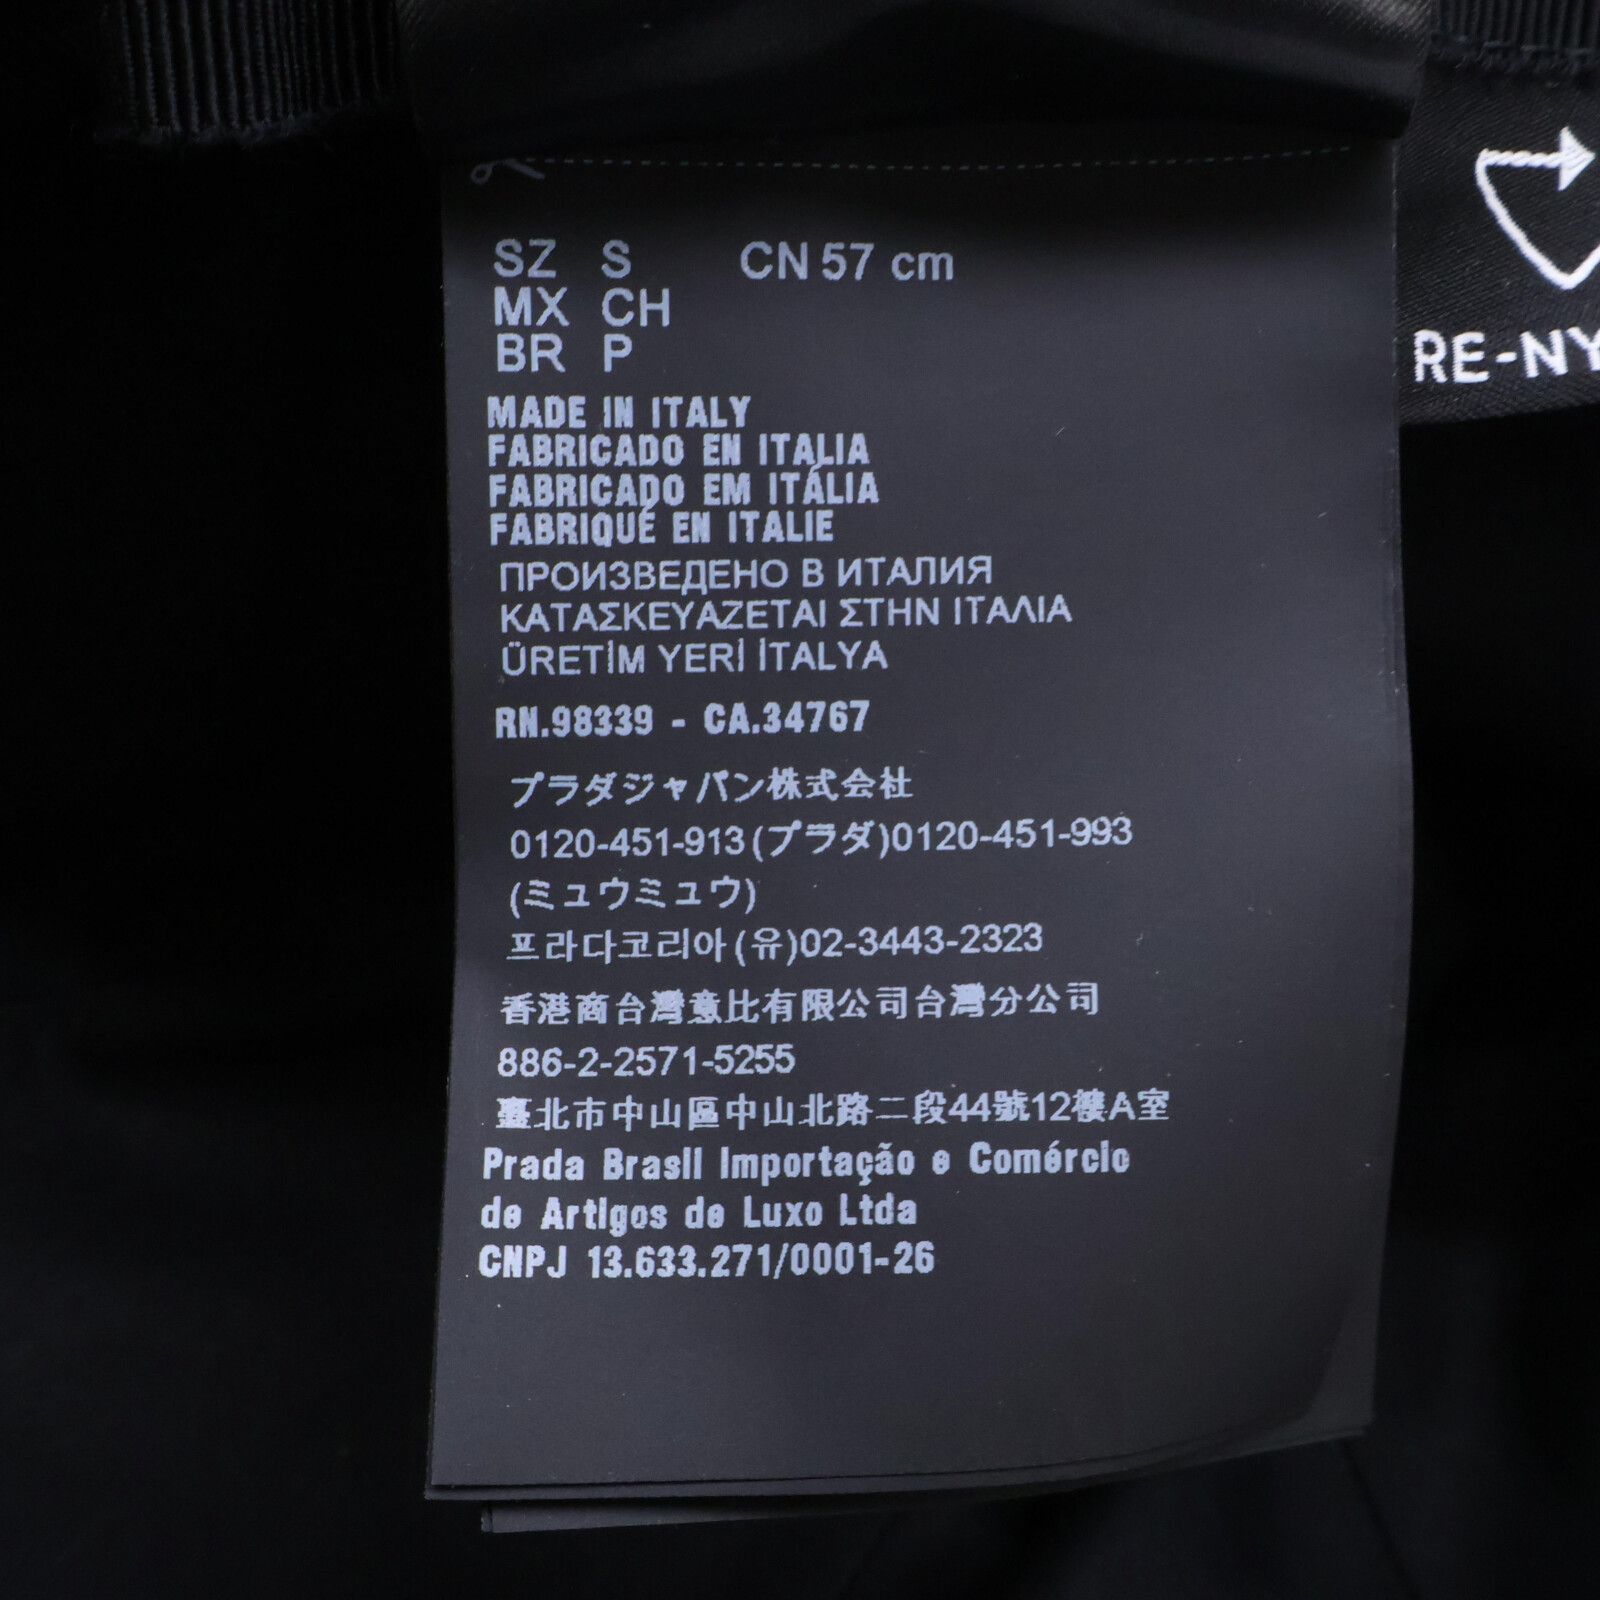 SZ S CN 57 cm
MX CH
BR P
MADE IN ITALY
FABRICADO EN ITALIA
FABRICADO EM ITÁLIA
FABRIQUÉ EN ITALIE
ПРОИЗВЕДЕНО В ИТАЛИЯ
ΚΑΤΑΣΚΕΥΑΖΕΤΑΙ ΣΤΗΝ ΙΤΑΛΙΑ
ÜRETİM YERİ İTALYA
RN.98339 - CA.34767
プラダジャパン株式会社
0120-451-913(プラダ)0120-451-993
(ミュウミュウ)
프라다코리아(유)02-3443-2323
香港商台灣意比有限公司台灣分公司
886-2-2571-5255
臺北市中山區中山北路二段44號12樓A室
Prada Brasil Importação e Comércio
de Artigos de Luxo Ltda
CNPJ 13.633.271/0001-26
RE-NY